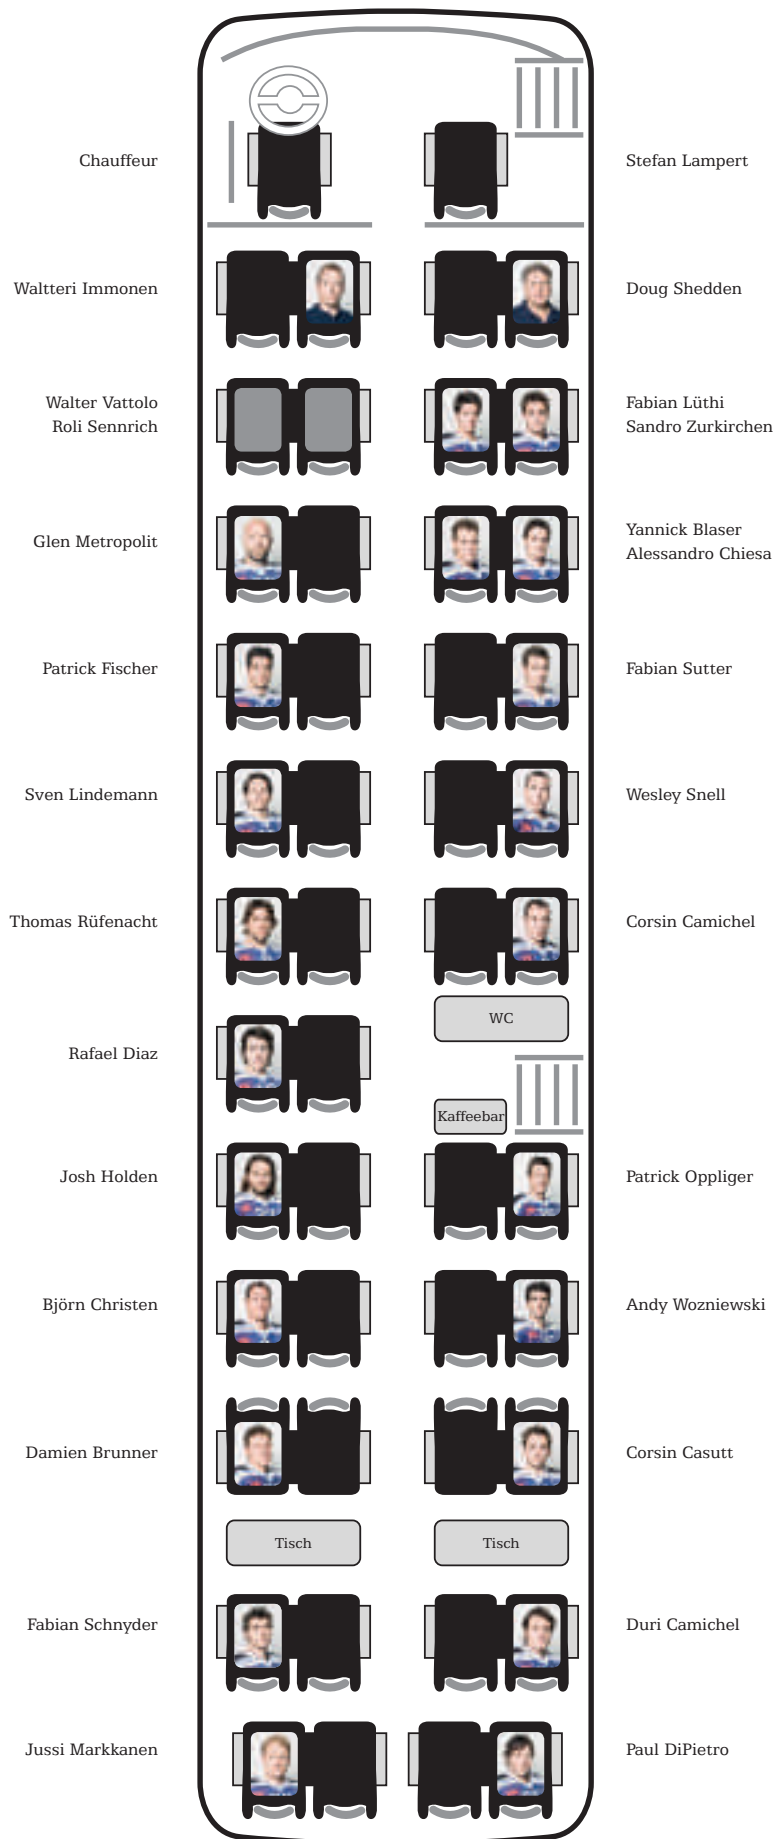 Chauffeur
Stefan Lampert
Waltteri Immonen
Doug Shedden
Walter Vattolo
Roli Sennrich
Fabian Lüthi
Sandro Zurkirchen
Glen Metropolit
Yannick Blaser
Alessandro Chiesa
Patrick Fischer
Fabian Sutter
Sven Lindemann
Wesley Snell
Thomas Rüfenacht
Corsin Camichel
WC
Rafael Diaz
Kaffeebar
Josh Holden
Patrick Oppliger
Björn Christen
Andy Wozniewski
Damien Brunner
Corsin Casutt
Tisch
Tisch
Fabian Schnyder
Duri Camichel
Jussi Markkanen
Paul DiPietro